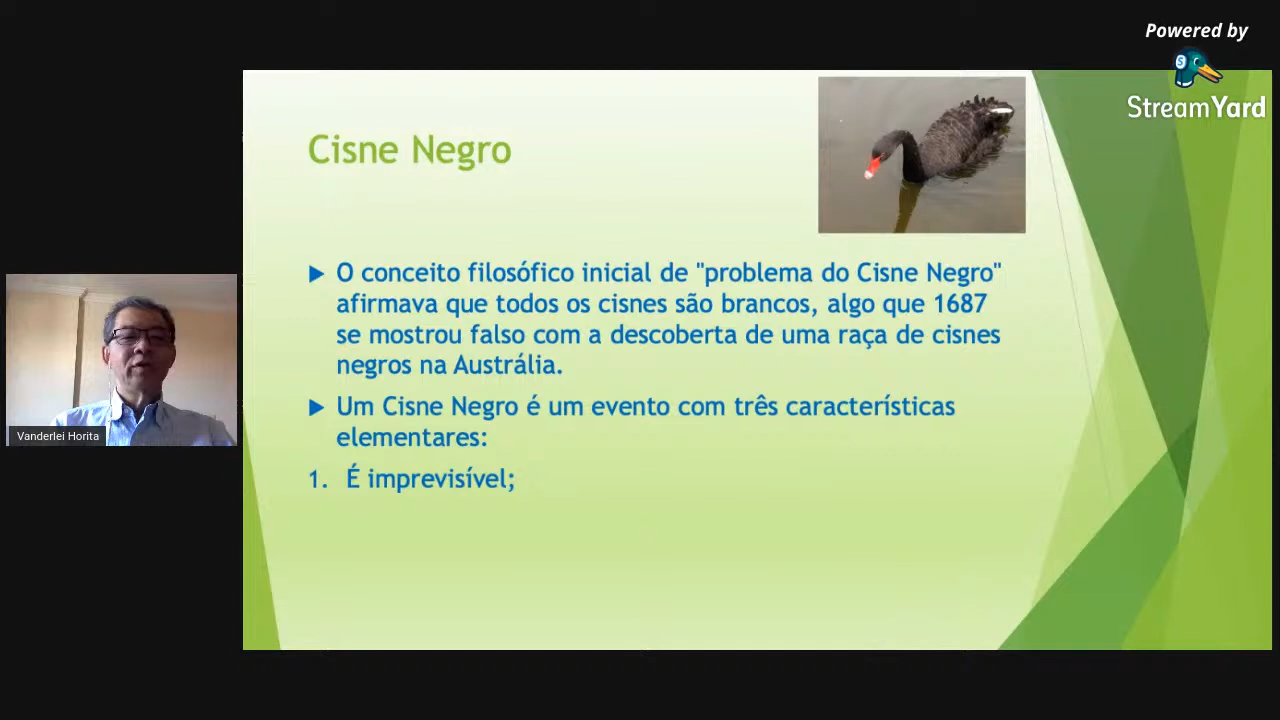 Powered by
StreamYard
Cisne Negro
O conceito filosófico inicial de "problema do Cisne Negro"
afirmava que todos os cisnes são brancos, algo que 1687
se mostrou falso com a descoberta de uma raça de cisnes
negros na Austrália.
Um Cisne Negro é um evento com três características
elementares:
1. É imprevisível;
Vanderlei Horita